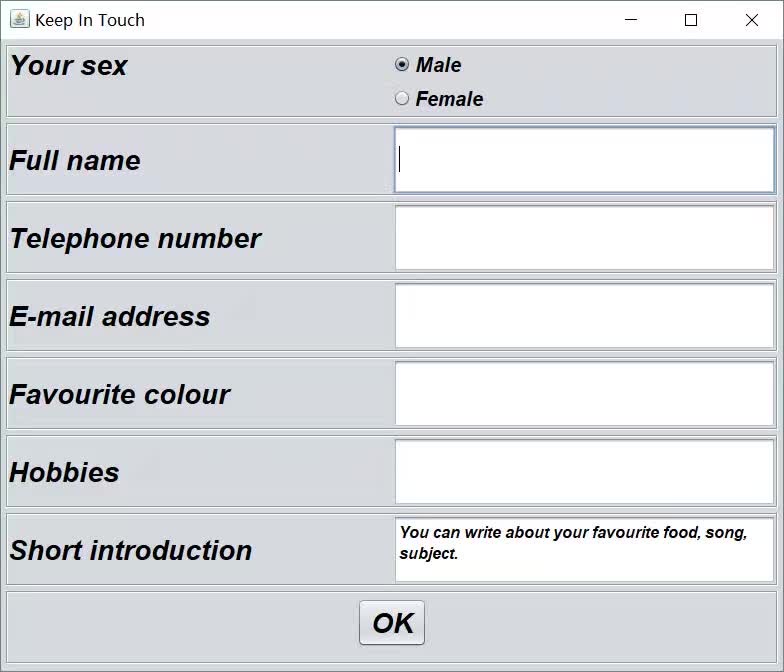 Keep In Touch
Your sex
Male
Female
Full name
Telephone number
E-mail address
Favourite colour
Hobbies
Short introduction
You can write about your favourite food, song,
subject.
OK